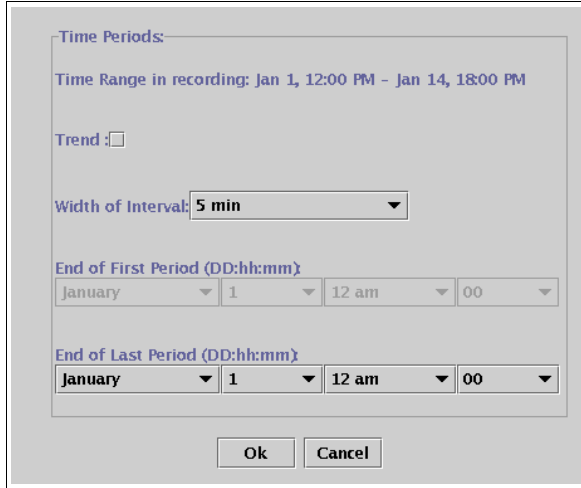 Time Periods:
Time Range in recording: Jan 1, 12:00 PM - Jan 14, 18:00 PM
Trend :
Width of Interval: 5 min
End of First Period (DD:hh:mm):
January 1 12 am 00
End of Last Period (DD:hh:mm):
January 1 12 am 00
Ok Cancel